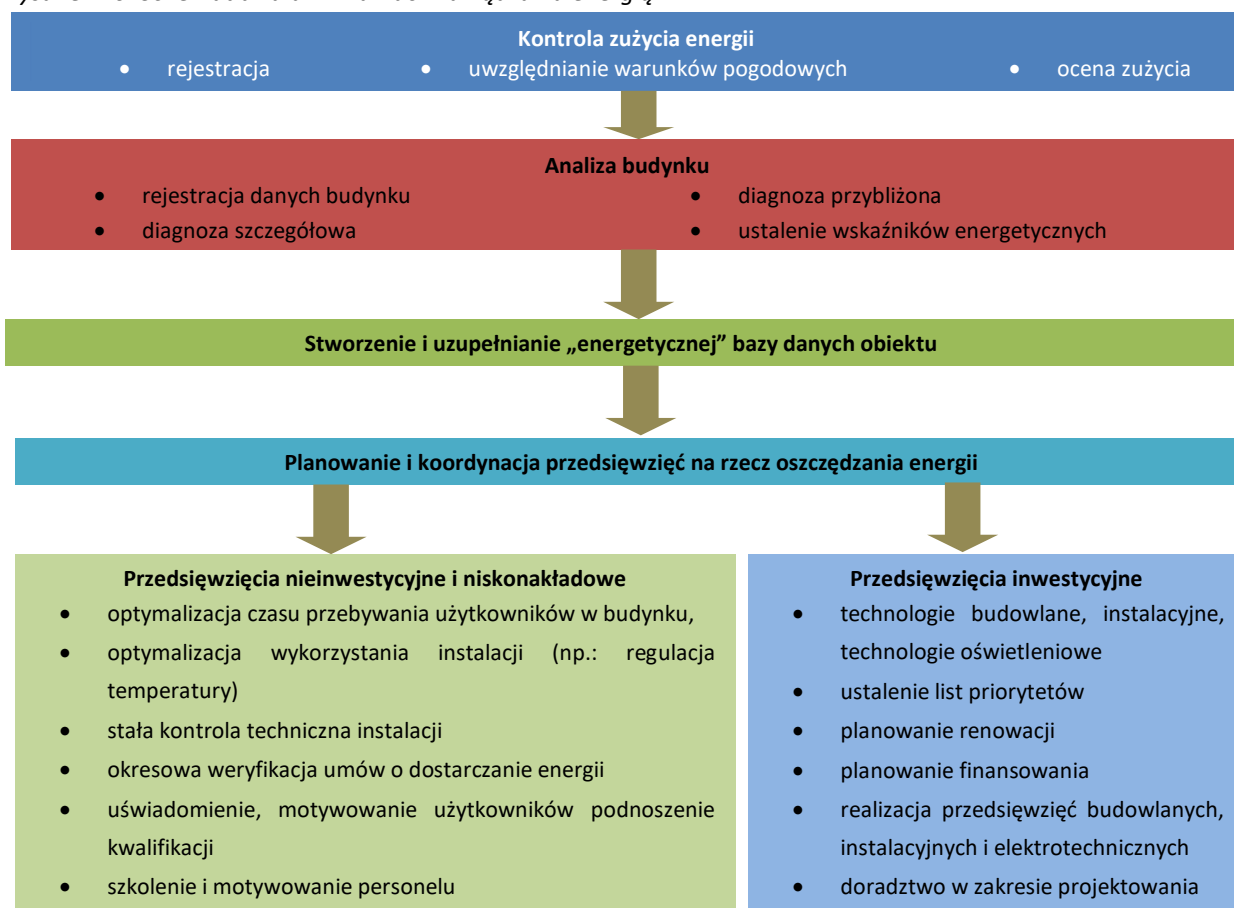 Kontrola zużycia energii
• rejestracja • uwzględnianie warunków pogodowych • ocena zużycia
Analiza budynku
• rejestracja danych budynku • diagnoza przybliżona
• diagnoza szczegółowa • ustalenie wskaźników energetycznych
Stworzenie i uzupełnianie „energetycznej” bazy danych obiektu
Planowanie i koordynacja przedsięwzięć na rzecz oszczędzania energii
Przedsięwzięcia nieinwestycyjne i niskonakładowe
• optymalizacja czasu przebywania użytkowników w budynku,
• optymalizacja wykorzystania instalacji (np.: regulacja
temperatury)
• stała kontrola techniczna instalacji
• okresowa weryfikacja umów o dostarczanie energii
• uświadomienie, motywowanie użytkowników podnoszenie
kwalifikacji
• szkolenie i motywowanie personelu
Przedsięwzięcia inwestycyjne
• technologie budowlane, instalacyjne,
technologie oświetleniowe
• ustalenie list priorytetów
• planowanie renowacji
• planowanie finansowania
• realizacja przedsięwzięć budowlanych,
instalacyjnych i elektrotechnicznych
• doradztwo w zakresie projektowania